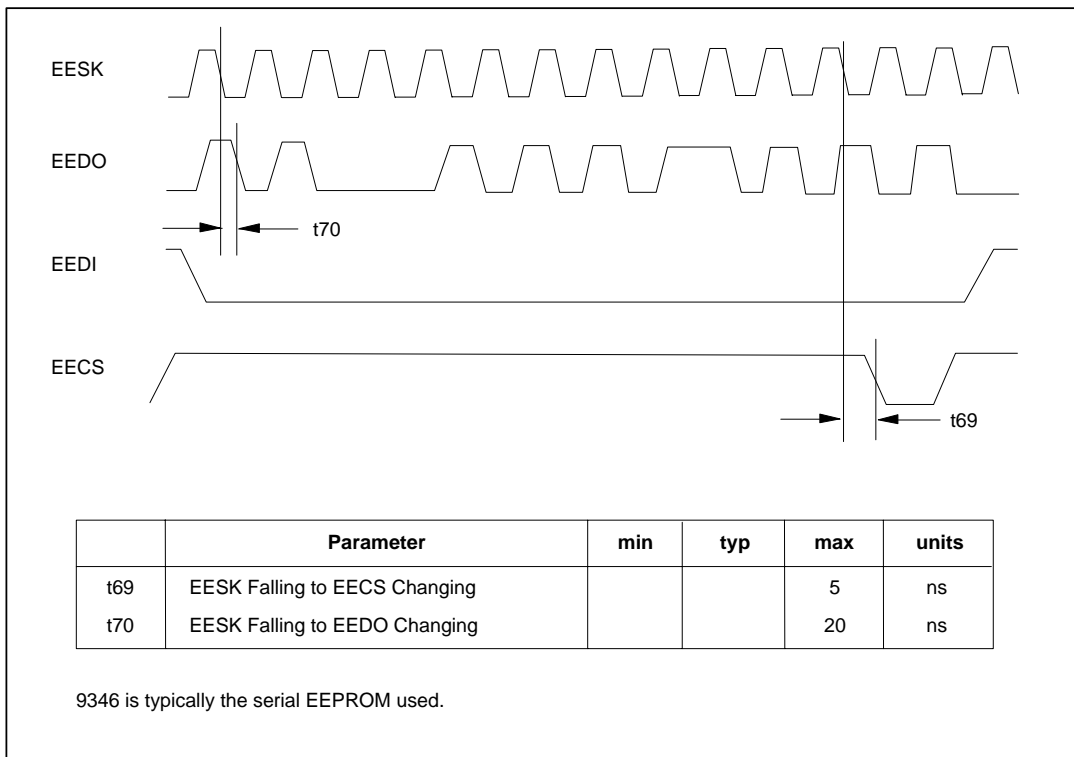 EESK
EEDO
t70
EEDI
EECS
t69
Parameter min typ max units
t69 EESK Falling to EECS Changing 5 ns
t70 EESK Falling to EEDO Changing 20 ns
9346 is typically the serial EEPROM used.